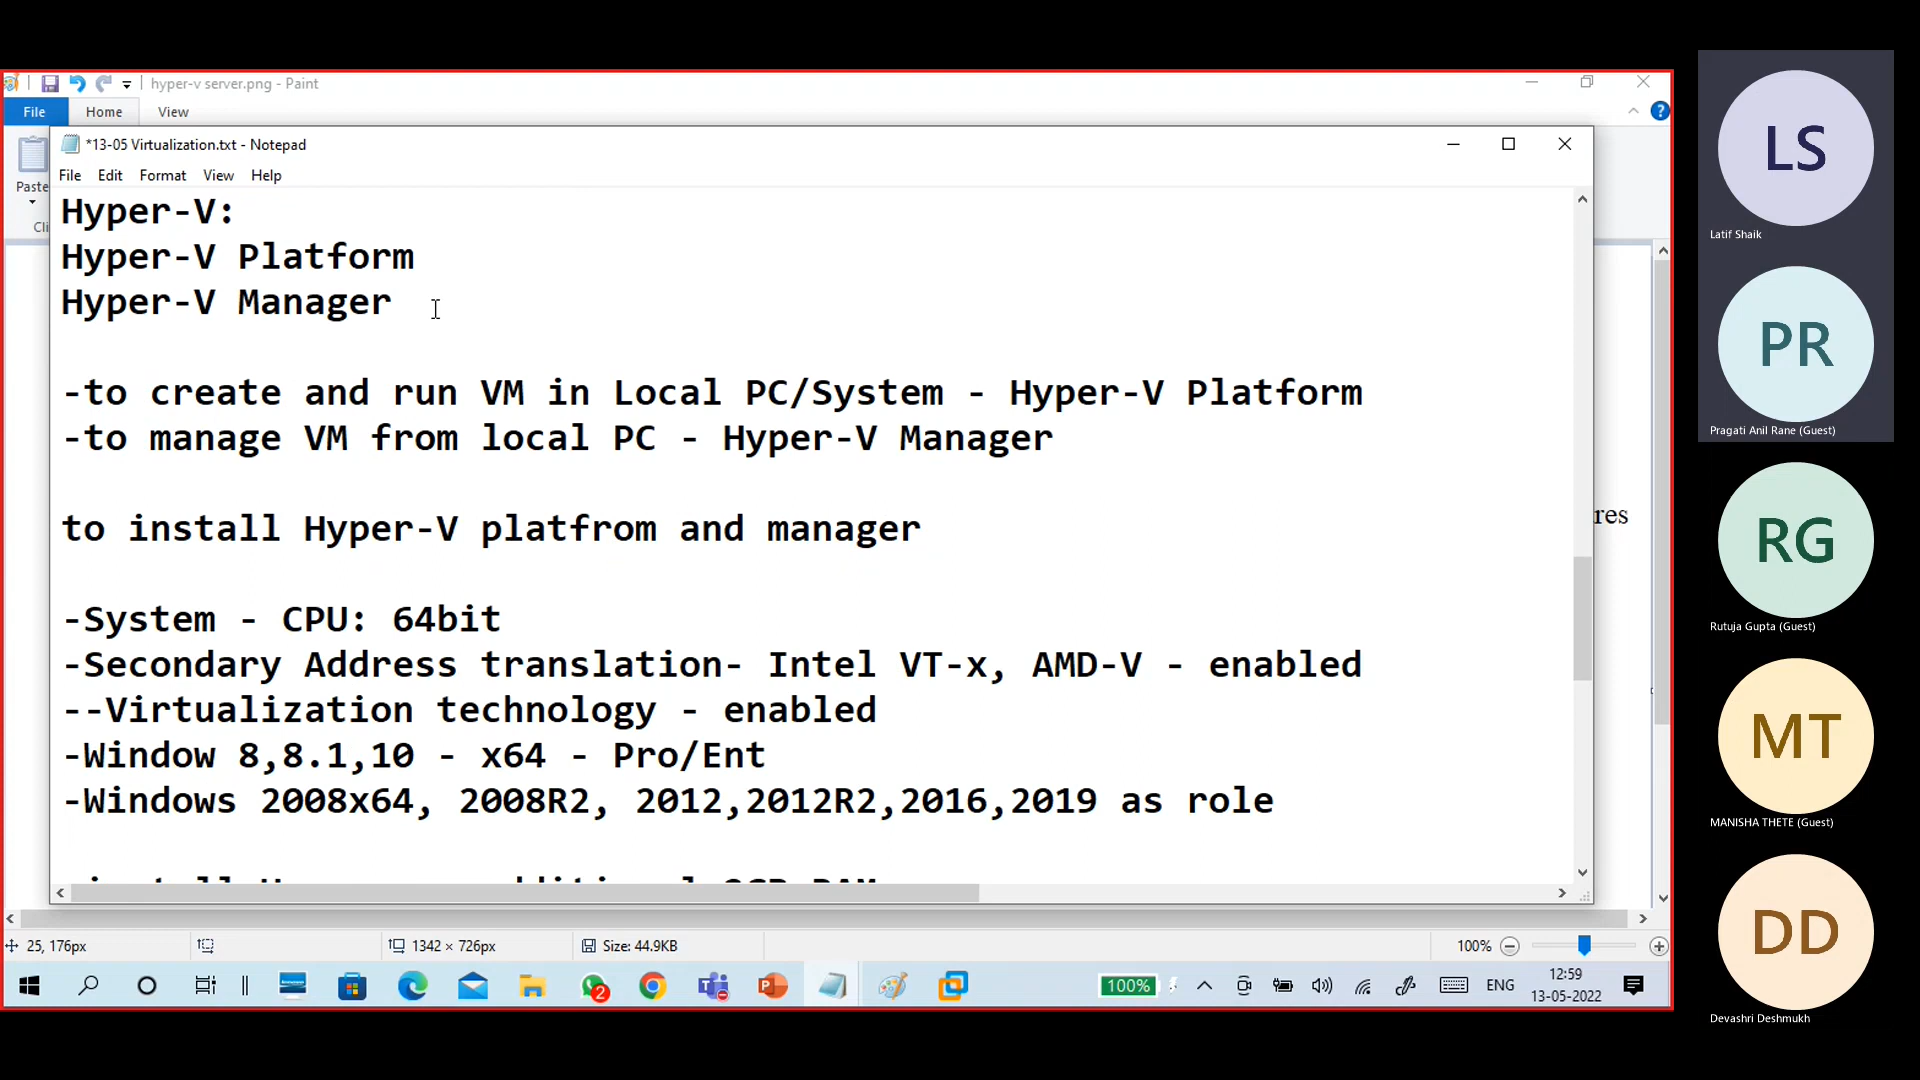 hyper-v server.png - Paint
File Home View
Paste
Cli
*13-05 Virtualization.txt - Notepad
File Edit Format View Help
Hyper-V:
Hyper-V Platform
Hyper-V Manager
-to create and run VM in Local PC/System - Hyper-V Platform
-to manage VM from local PC - Hyper-V Manager
to install Hyper-V platfrom and manager
-System - CPU: 64bit
-Secondary Address translation- Intel VT-x, AMD-V - enabled
--Virtualization technology - enabled
-Window 8,8.1,10 - x64 - Pro/Ent
-Windows 2008x64, 2008R2, 2012,2012R2,2016,2019 as role
res
25, 176px
1342 × 726px
Size: 44.9KB
100%
2
100%
ENG
12:59
13-05-2022
LS
Latif Shaik
PR
Pragati Anil Rane (Guest)
RG
Rutuja Gupta (Guest)
MT
MANISHA THETE (Guest)
DD
Devashri Deshmukh